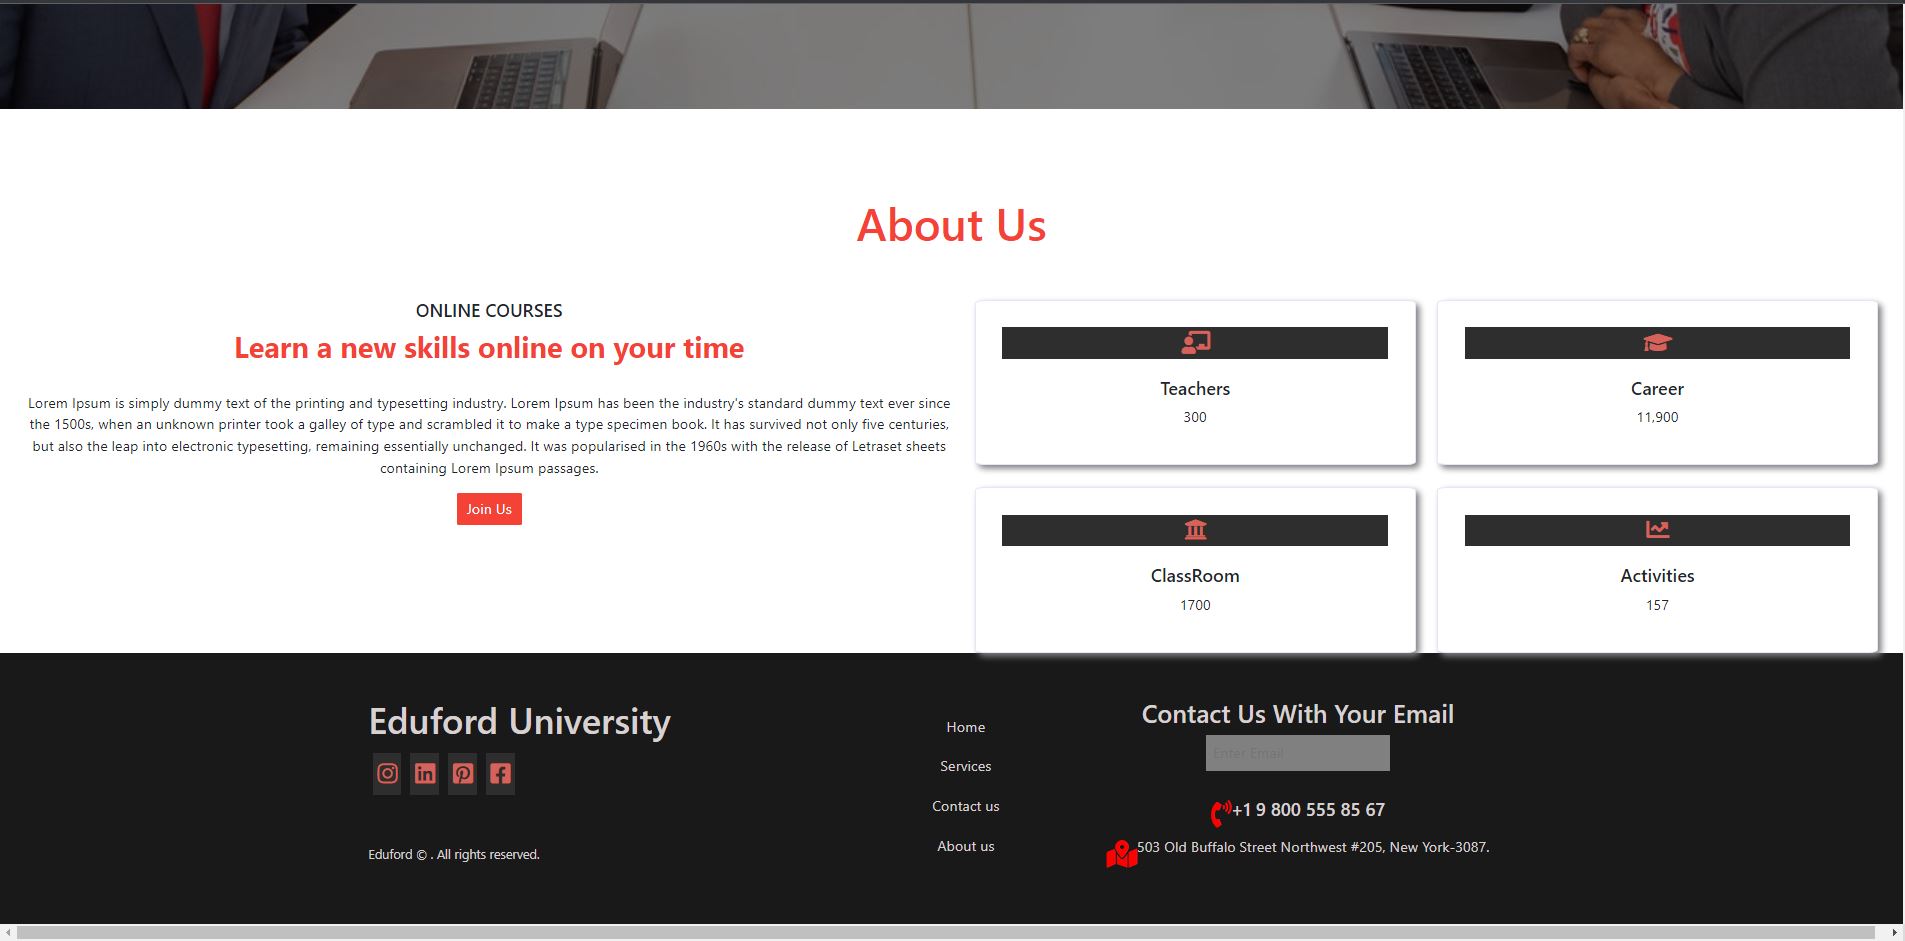 About Us
ONLINE COURSES
Learn a new skills online on your time
Lorem Ipsum is simply dummy text of the printing and typesetting industry. Lorem Ipsum has been the industry's standard dummy text ever since
the 1500s, when an unknown printer took a galley of type and scrambled it to make a type specimen book. It has survived not only five centuries,
but also the leap into electronic typesetting, remaining essentially unchanged. It was popularised in the 1960s with the release of Letraset sheets
containing Lorem Ipsum passages.
Join Us
Teachers
300
Career
11,900
ClassRoom
1700
Activities
157
Eduford University
Eduford © . All rights reserved.
Home
Services
Contact us
About us
Contact Us With Your Email
Enter Email
+1 9 800 555 85 67
503 Old Buffalo Street Northwest #205, New York-3087.